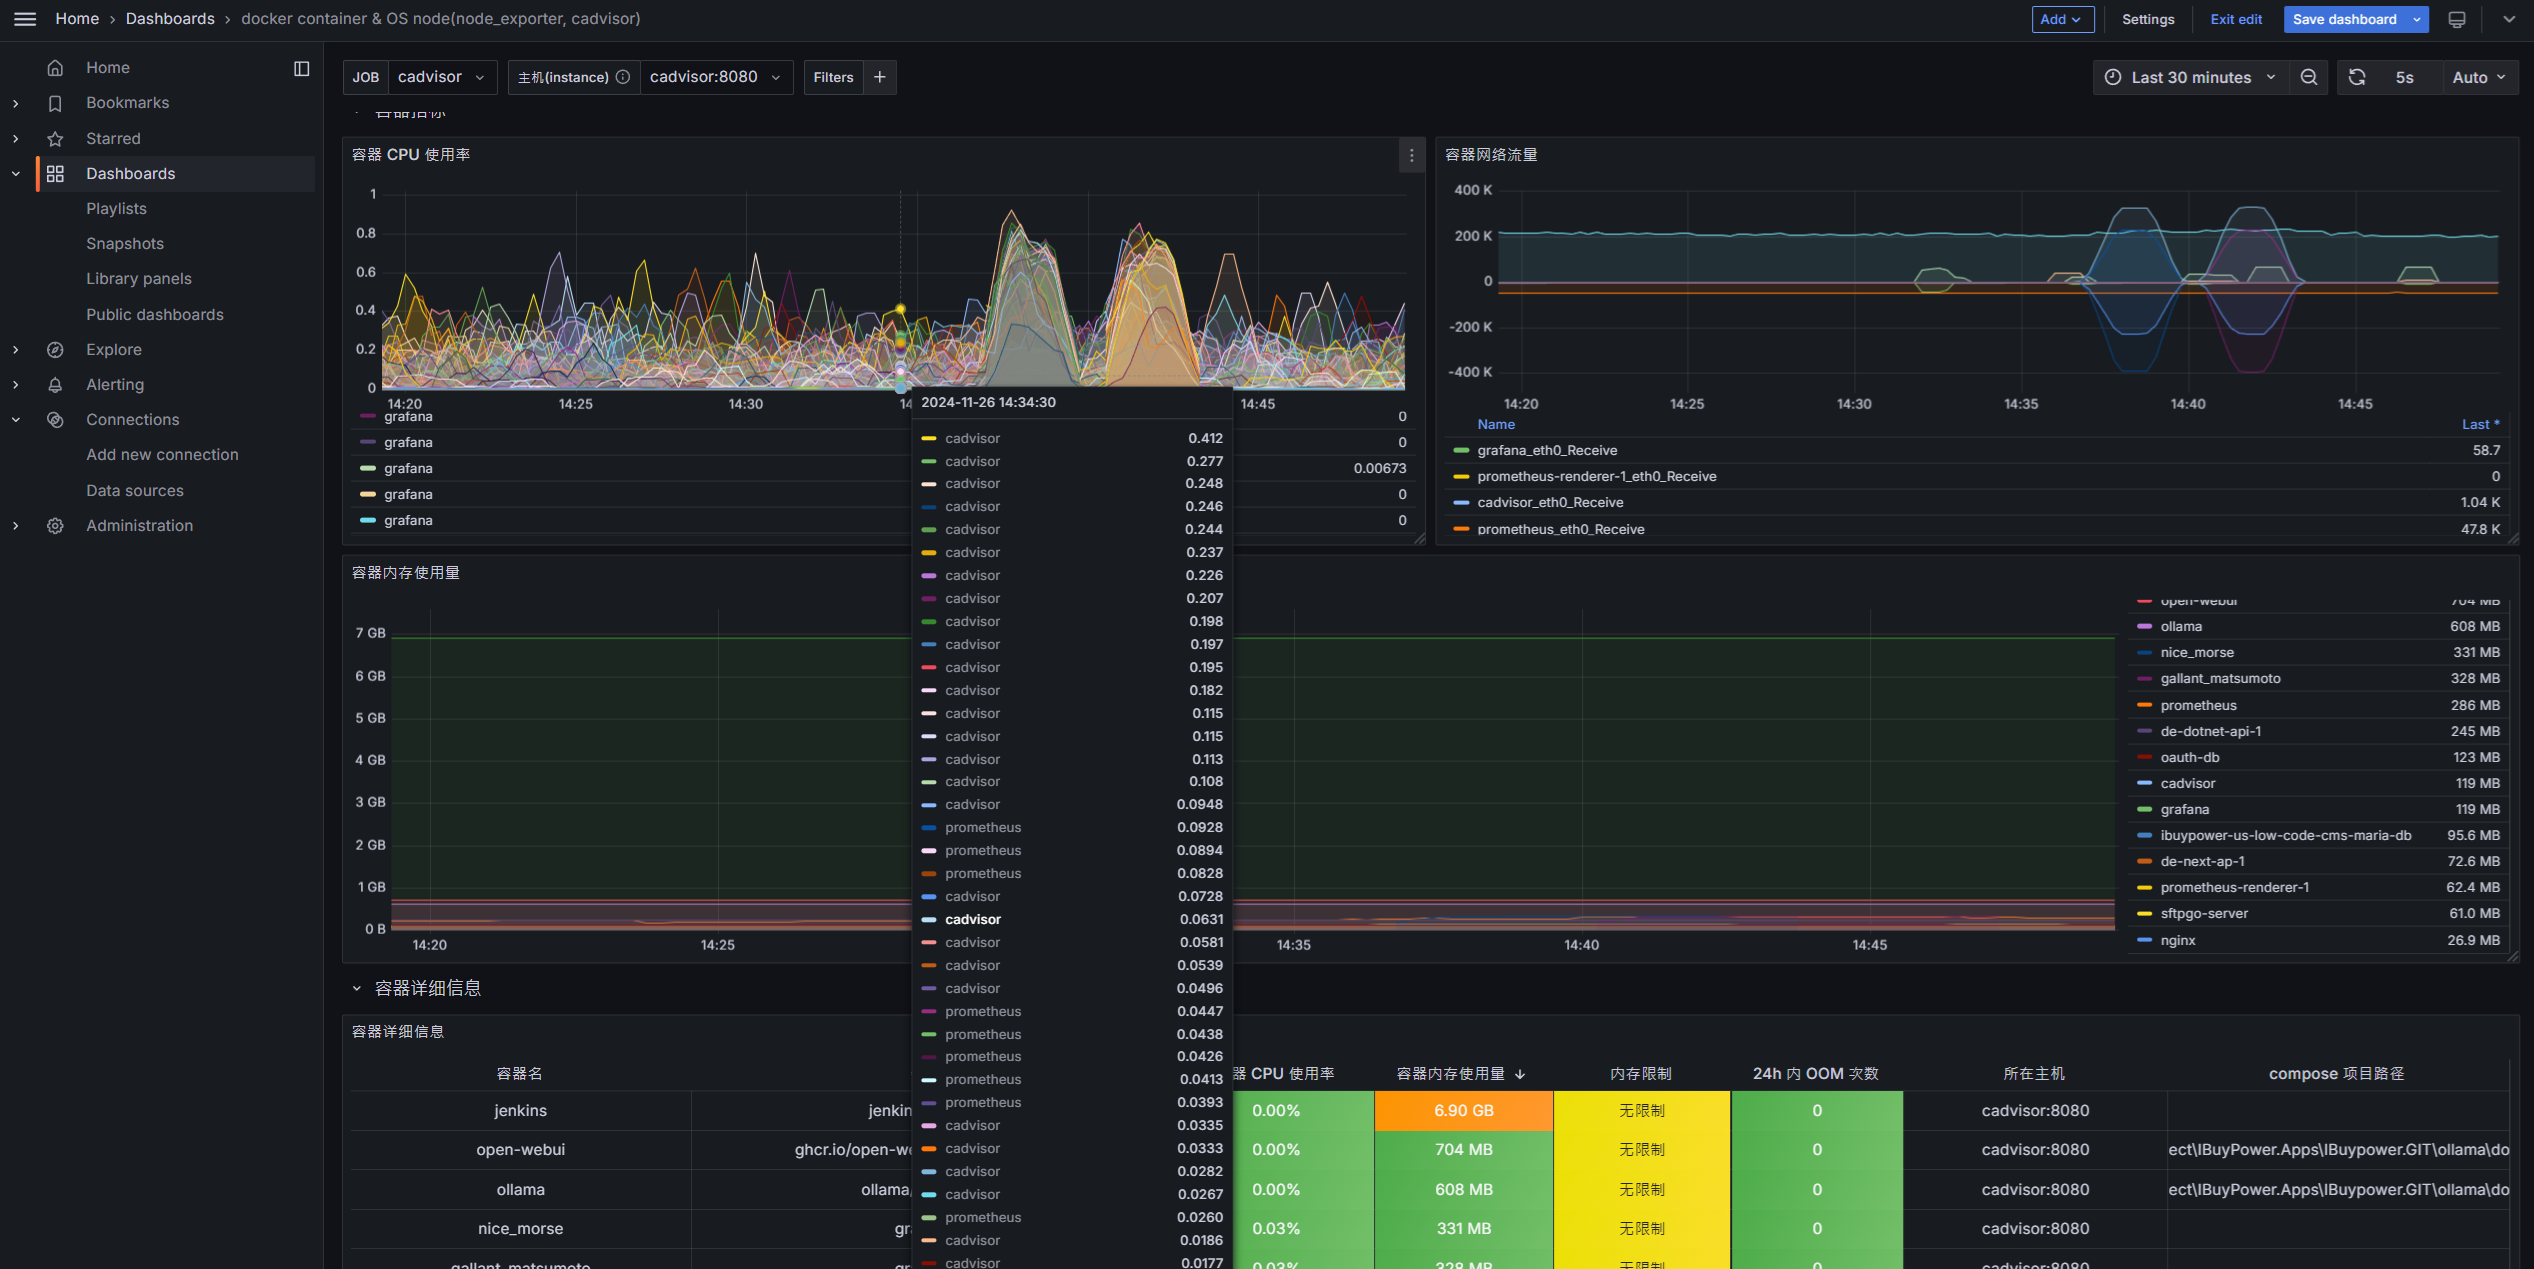 Home › Dashboards › docker container & OS node(node_exporter, cadvisor)
Add
Settings
Exit edit
Save dashboard
Home
Bookmarks
Starred
Dashboards
Playlists
Snapshots
Library panels
Public dashboards
Explore
Alerting
Connections
Add new connection
Data sources
Administration
JOB cadvisor
主机(instance) cadvisor:8080
Filters +
Last 30 minutes
5s
Auto
容器指标
容器 CPU 使用率
1
0.8
0.6
0.4
0.2
0
14:20
14:25
14:30
14:45
grafana 0
grafana 0
grafana 0.00673
grafana 0
grafana 0
2024-11-26 14:34:30
cadvisor 0.412
cadvisor 0.277
cadvisor 0.248
cadvisor 0.246
cadvisor 0.244
cadvisor 0.237
cadvisor 0.226
cadvisor 0.207
cadvisor 0.198
cadvisor 0.197
cadvisor 0.195
cadvisor 0.182
cadvisor 0.115
cadvisor 0.115
cadvisor 0.113
cadvisor 0.108
cadvisor 0.0948
prometheus 0.0928
prometheus 0.0894
prometheus 0.0828
cadvisor 0.0728
cadvisor 0.0631
cadvisor 0.0581
cadvisor 0.0539
cadvisor 0.0496
prometheus 0.0447
prometheus 0.0438
prometheus 0.0426
prometheus 0.0413
prometheus 0.0393
cadvisor 0.0335
cadvisor 0.0333
cadvisor 0.0282
cadvisor 0.0267
prometheus 0.0260
cadvisor 0.0186
cadvisor 0.0177
容器网络流量
400 K
200 K
0
-200 K
-400 K
14:20
14:25
14:30
14:35
14:40
14:45
Name Last *
grafana_eth0_Receive 58.7
prometheus-renderer-1_eth0_Receive 0
cadvisor_eth0_Receive 1.04 K
prometheus_eth0_Receive 47.8 K
容器内存使用量
7 GB
6 GB
5 GB
4 GB
3 GB
2 GB
1 GB
0 B
14:20
14:25
14:35
14:40
14:45
open-webui 704 MB
ollama 608 MB
nice_morse 331 MB
gallant_matsumoto 328 MB
prometheus 286 MB
de-dotnet-api-1 245 MB
oauth-db 123 MB
cadvisor 119 MB
grafana 119 MB
ibuypower-us-low-code-cms-maria-db 95.6 MB
de-next-ap-1 72.6 MB
prometheus-renderer-1 62.4 MB
sftpgo-server 61.0 MB
nginx 26.9 MB
容器详细信息
容器详细信息
容器名 器 CPU 使用率 容器内存使用量 ↓ 内存限制 24h 内 OOM 次数 所在主机 compose 项目路径
jenkins jenkin 0.00% 6.90 GB 无限制 0 cadvisor:8080
open-webui ghcr.io/open-we 0.00% 704 MB 无限制 0 cadvisor:8080 ect\IBuyPower.Apps\IBuypower.GIT\ollama\do
ollama ollama/ 0.00% 608 MB 无限制 0 cadvisor:8080 ect\IBuyPower.Apps\IBuypower.GIT\ollama\do
nice_morse gr 0.03% 331 MB 无限制 0 cadvisor:8080
gallant_matsumoto gr 0.03% 328 MB 无限制 0 cadvisor:8080